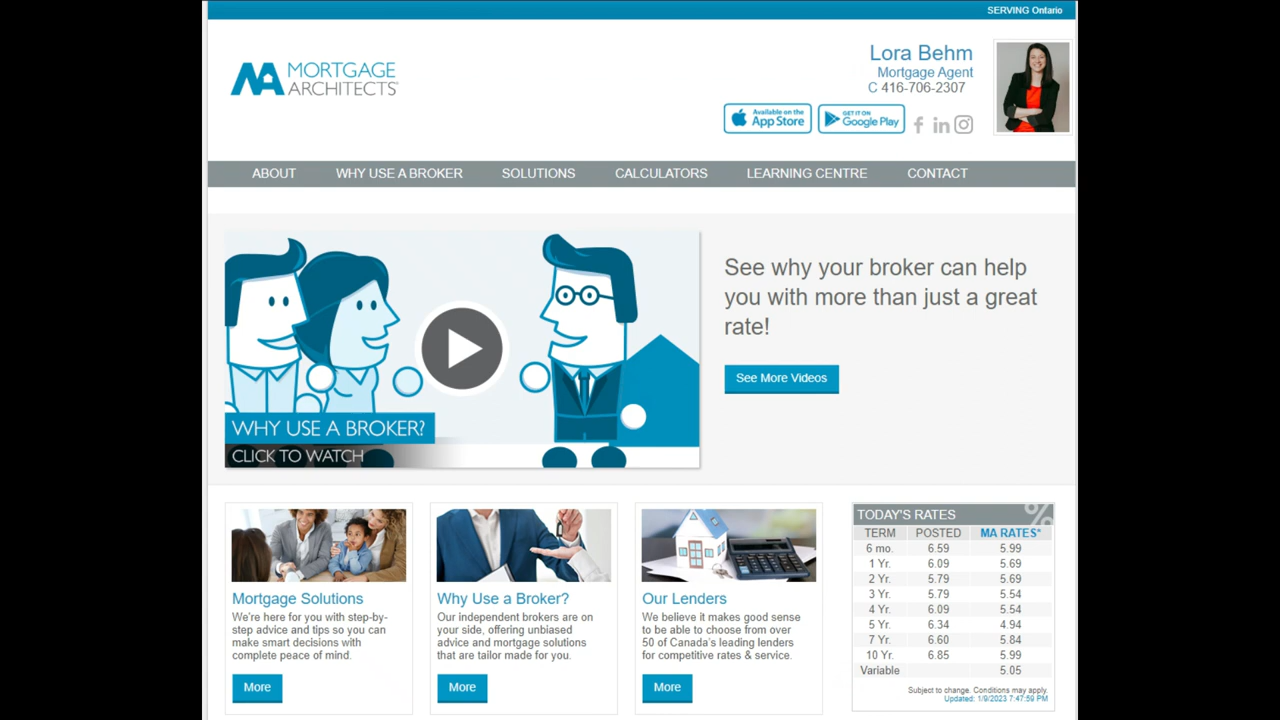 SERVING Ontario
MORTGAGE
ARCHITECTS
Lora Behm
Mortgage Agent
C 416-706-2307
Available on the
App Store
GET IT ON
Google Play
ABOUT WHY USE A BROKER SOLUTIONS CALCULATORS LEARNING CENTRE CONTACT
WHY USE A BROKER?
CLICK TO WATCH
See why your broker can help
you with more than just a great
rate!
See More Videos
Mortgage Solutions
We're here for you with step-by-
step advice and tips so you can
make smart decisions with
complete peace of mind.
More
Why Use a Broker?
Our independent brokers are on
your side, offering unbiased
advice and mortgage solutions
that are tailor made for you.
More
Our Lenders
We believe it makes good sense
to be able to choose from over
50 of Canada's leading lenders
for competitive rates & service.
More
TODAY'S RATES %
TERM POSTED MA RATES*
6 mo. 6.59 5.99
1 Yr. 6.09 5.69
2 Yr. 5.79 5.69
3 Yr. 5.79 5.54
4 Yr. 6.09 5.54
5 Yr. 6.34 4.94
7 Yr. 6.60 5.84
10 Yr. 6.85 5.99
Variable 5.05
Subject to change. Conditions may apply.
Updated: 1/9/2023 7:47:59 PM